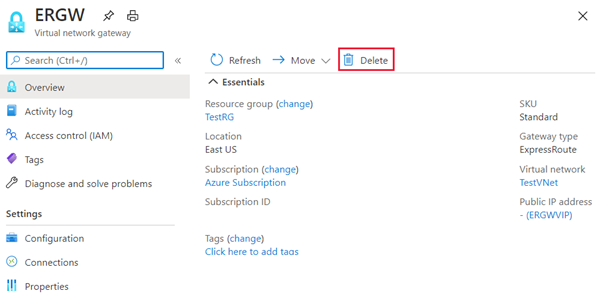 ERGW
Virtual network gateway
Search (Ctrl+/)
«
Overview
Activity log
Access control (IAM)
Tags
Diagnose and solve problems
Settings
Configuration
Connections
Properties
Refresh
Move
Delete
Essentials
Resource group (change)
TestRG
Location
East US
Subscription (change)
Azure Subscription
Subscription ID
Tags (change)
Click here to add tags
SKU
Standard
Gateway type
ExpressRoute
Virtual network
TestVNet
Public IP address
- (ERGWVIP)